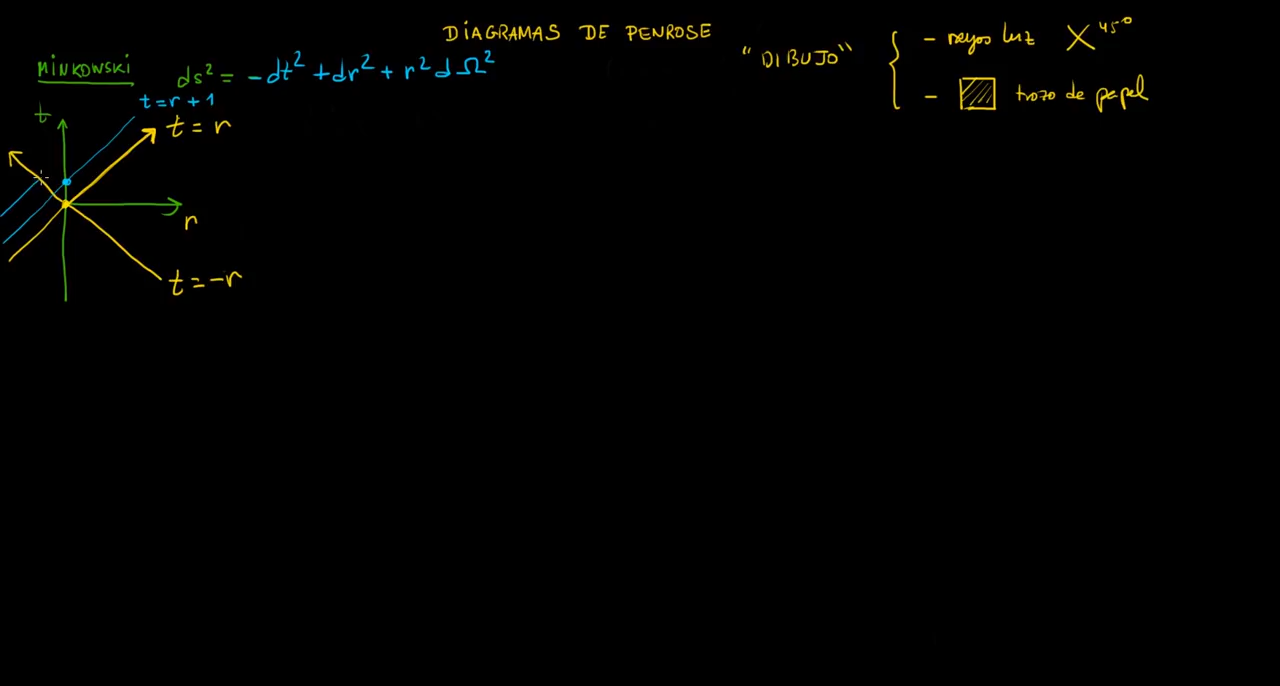 DIAGRAMAS DE PENROSE
"DIBUJO"
- rayos luz 45°
- trozo de papel
MINKOWSKI ds² = -dt² + dr² + r² dΩ²
t = r + 1
t
t = r
r
t = -r